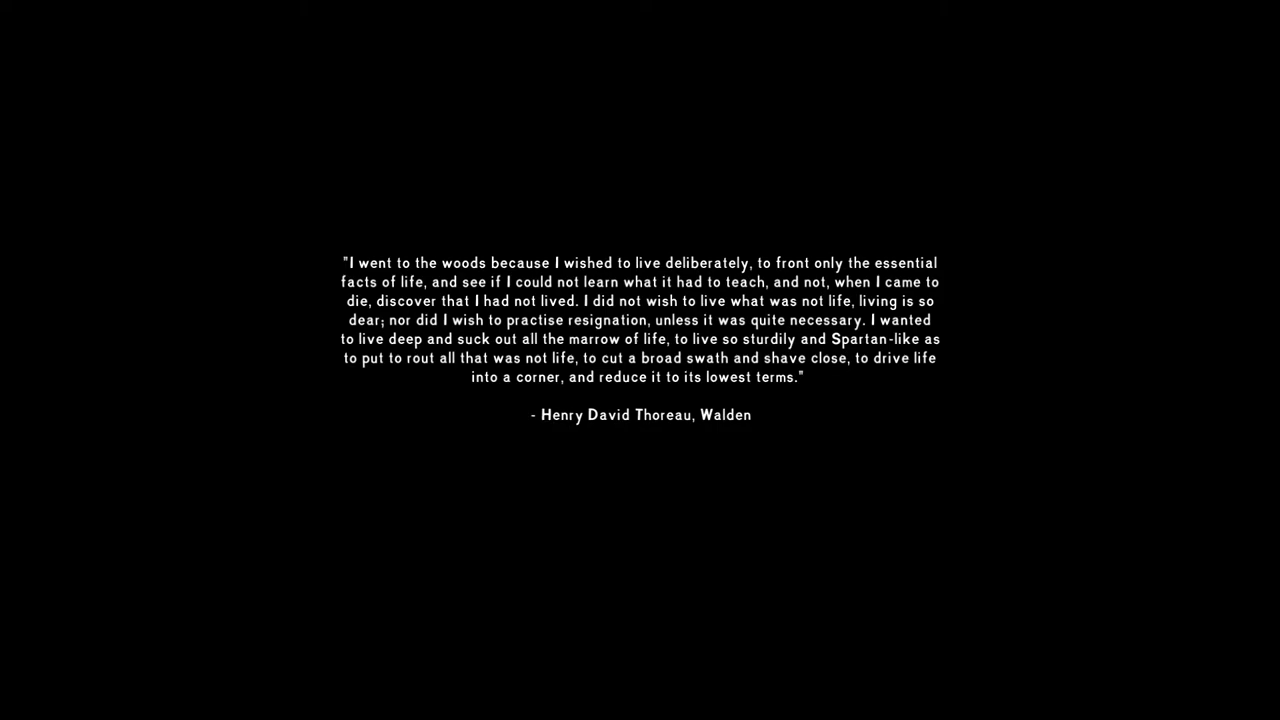 "I went to the woods because I wished to live deliberately, to front only the essential
facts of life, and see if I could not learn what it had to teach, and not, when I came to
die, discover that I had not lived. I did not wish to live what was not life, living is so
dear; nor did I wish to practise resignation, unless it was quite necessary. I wanted
to live deep and suck out all the marrow of life, to live so sturdily and Spartan-like as
to put to rout all that was not life, to cut a broad swath and shave close, to drive life
into a corner, and reduce it to its lowest terms."
- Henry David Thoreau, Walden